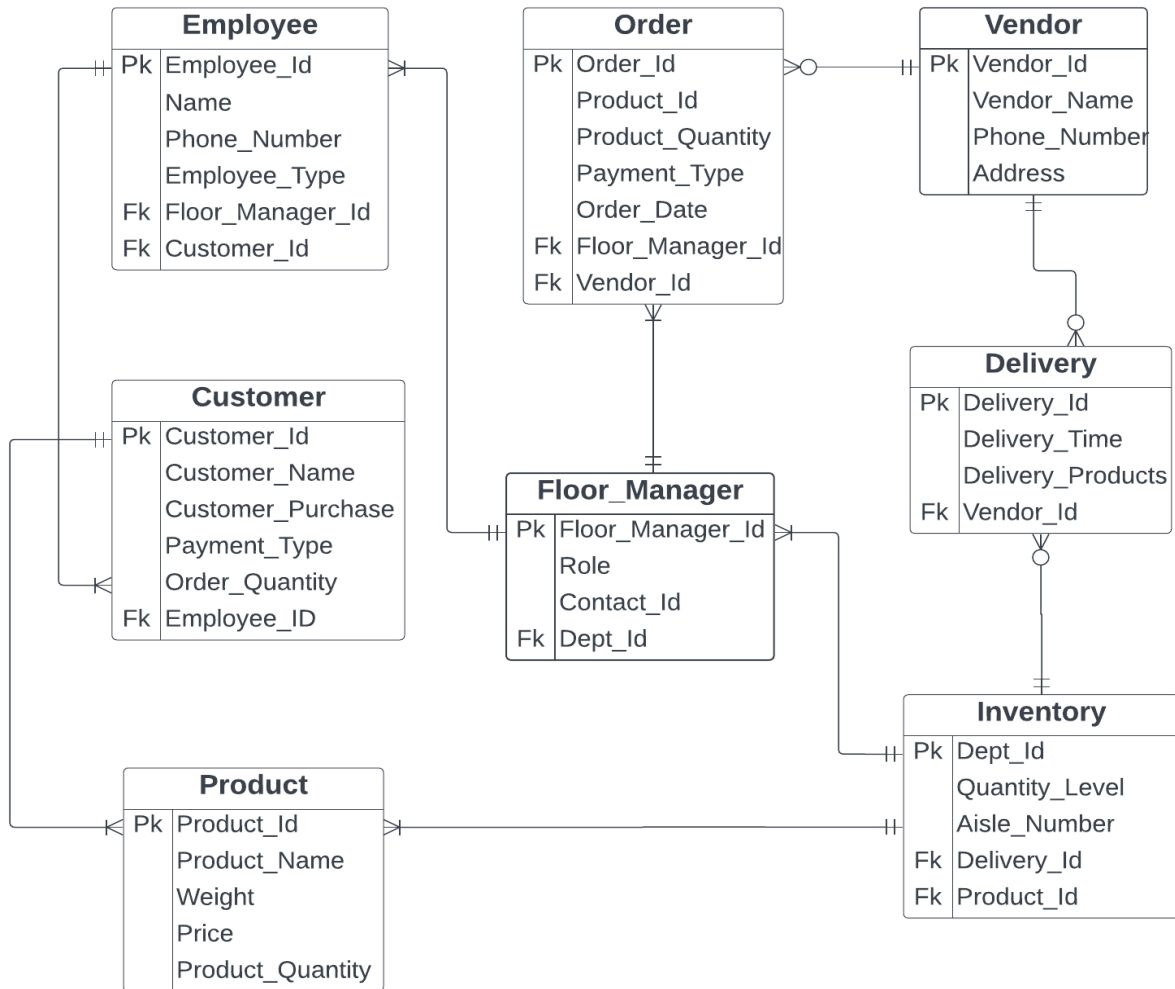 Employee
Pk Employee_Id
Name
Phone_Number
Employee_Type
Fk Floor_Manager_Id
Fk Customer_Id
Order
Pk Order_Id
Product_Id
Product_Quantity
Payment_Type
Order_Date
Fk Floor_Manager_Id
Fk Vendor_Id
Vendor
Pk Vendor_Id
Vendor_Name
Phone_Number
Address
Customer
Pk Customer_Id
Customer_Name
Customer_Purchase
Payment_Type
Order_Quantity
Fk Employee_ID
Floor_Manager
Pk Floor_Manager_Id
Role
Contact_Id
Fk Dept_Id
Delivery
Pk Delivery_Id
Delivery_Time
Delivery_Products
Fk Vendor_Id
Product
Pk Product_Id
Product_Name
Weight
Price
Product_Quantity
Inventory
Pk Dept_Id
Quantity_Level
Aisle_Number
Fk Delivery_Id
Fk Product_Id